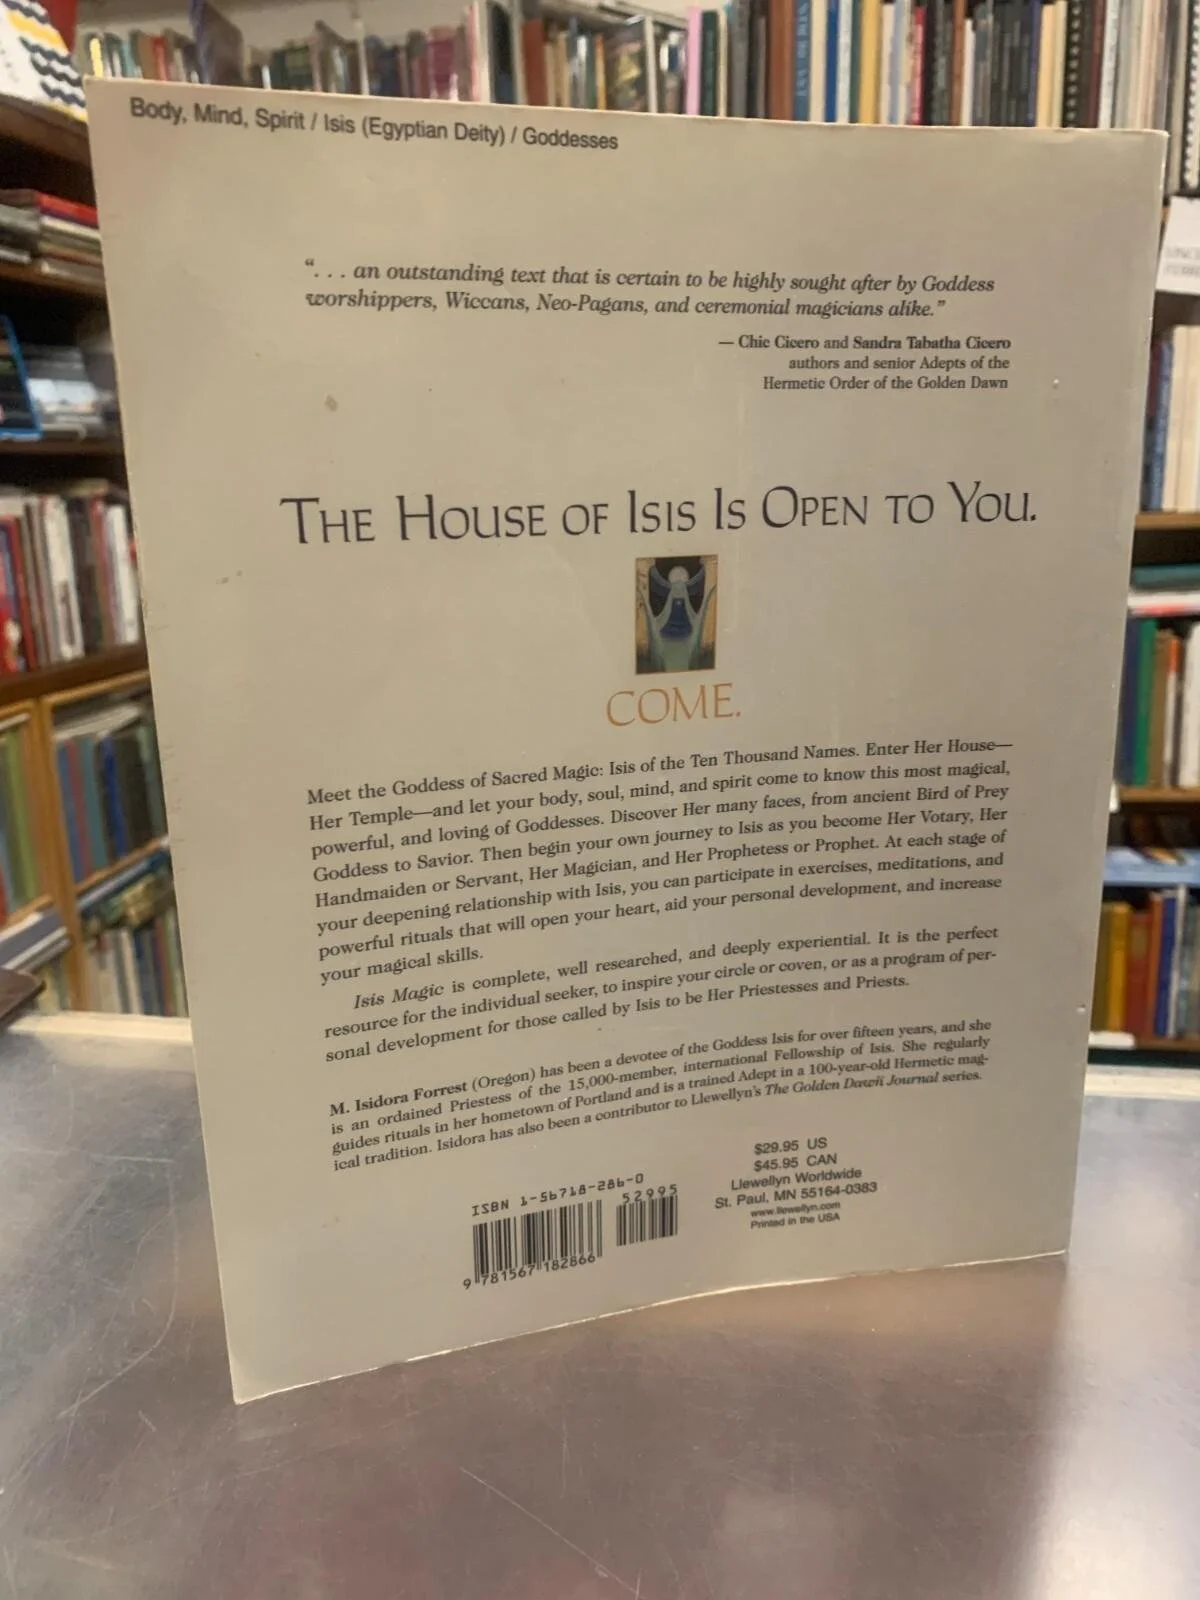 Body, Mind, Spirit / Isis (Egyptian Deity) / Goddesses
“. . . an outstanding text that is certain to be highly sought after by Goddess
worshippers, Wiccans, Neo-Pagans, and ceremonial magicians alike.”
— Chic Cicero and Sandra Tabatha Cicero
authors and senior Adepts of the
Hermetic Order of the Golden Dawn
THE HOUSE OF ISIS IS OPEN TO YOU.
COME.
Meet the Goddess of Sacred Magic: Isis of the Ten Thousand Names. Enter Her House—
Her Temple—and let your body, soul, mind, and spirit come to know this most magical,
powerful, and loving of Goddesses. Discover Her many faces, from ancient Bird of Prey
Goddess to Savior. Then begin your own journey to Isis as you become Her Votary, Her
Handmaiden or Servant, Her Magician, and Her Prophetess or Prophet. At each stage of
your deepening relationship with Isis, you can participate in exercises, meditations, and
powerful rituals that will open your heart, aid your personal development, and increase
your magical skills.
Isis Magic is complete, well researched, and deeply experiential. It is the perfect
resource for the individual seeker, to inspire your circle or coven, or as a program of per-
sonal development for those called by Isis to be Her Priestesses and Priests.
M. Isidora Forrest (Oregon) has been a devotee of the Goddess Isis for over fifteen years, and she
is an ordained Priestess of the 15,000-member, international Fellowship of Isis. She regularly
guides rituals in her hometown of Portland and is a trained Adept in a 100-year-old Hermetic mag-
ical tradition. Isidora has also been a contributor to Llewellyn's The Golden Dawn Journal series.
ISBN 1-56718-286-0
52995
9 781567 182866
$29.95 US
$45.95 CAN
Llewellyn Worldwide
St. Paul, MN 55164-0383
www.llewellyn.com
Printed in the USA